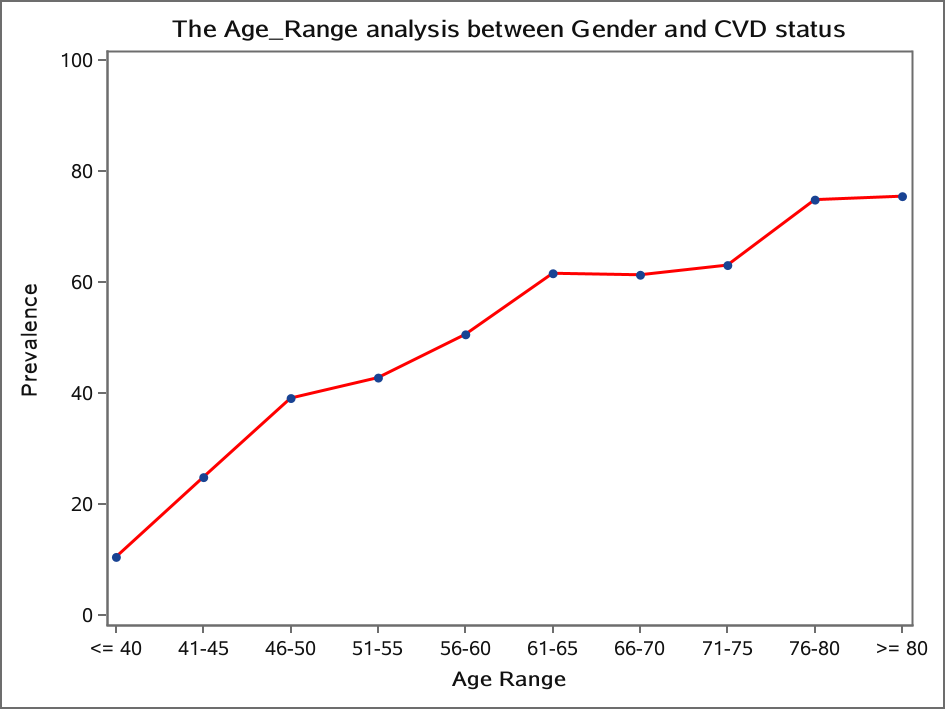 The Age_Range analysis between Gender and CVD status
100
80
60
40
20
0
Prevalence
<= 40 41-45 46-50 51-55 56-60 61-65 66-70 71-75 76-80 >= 80
Age Range